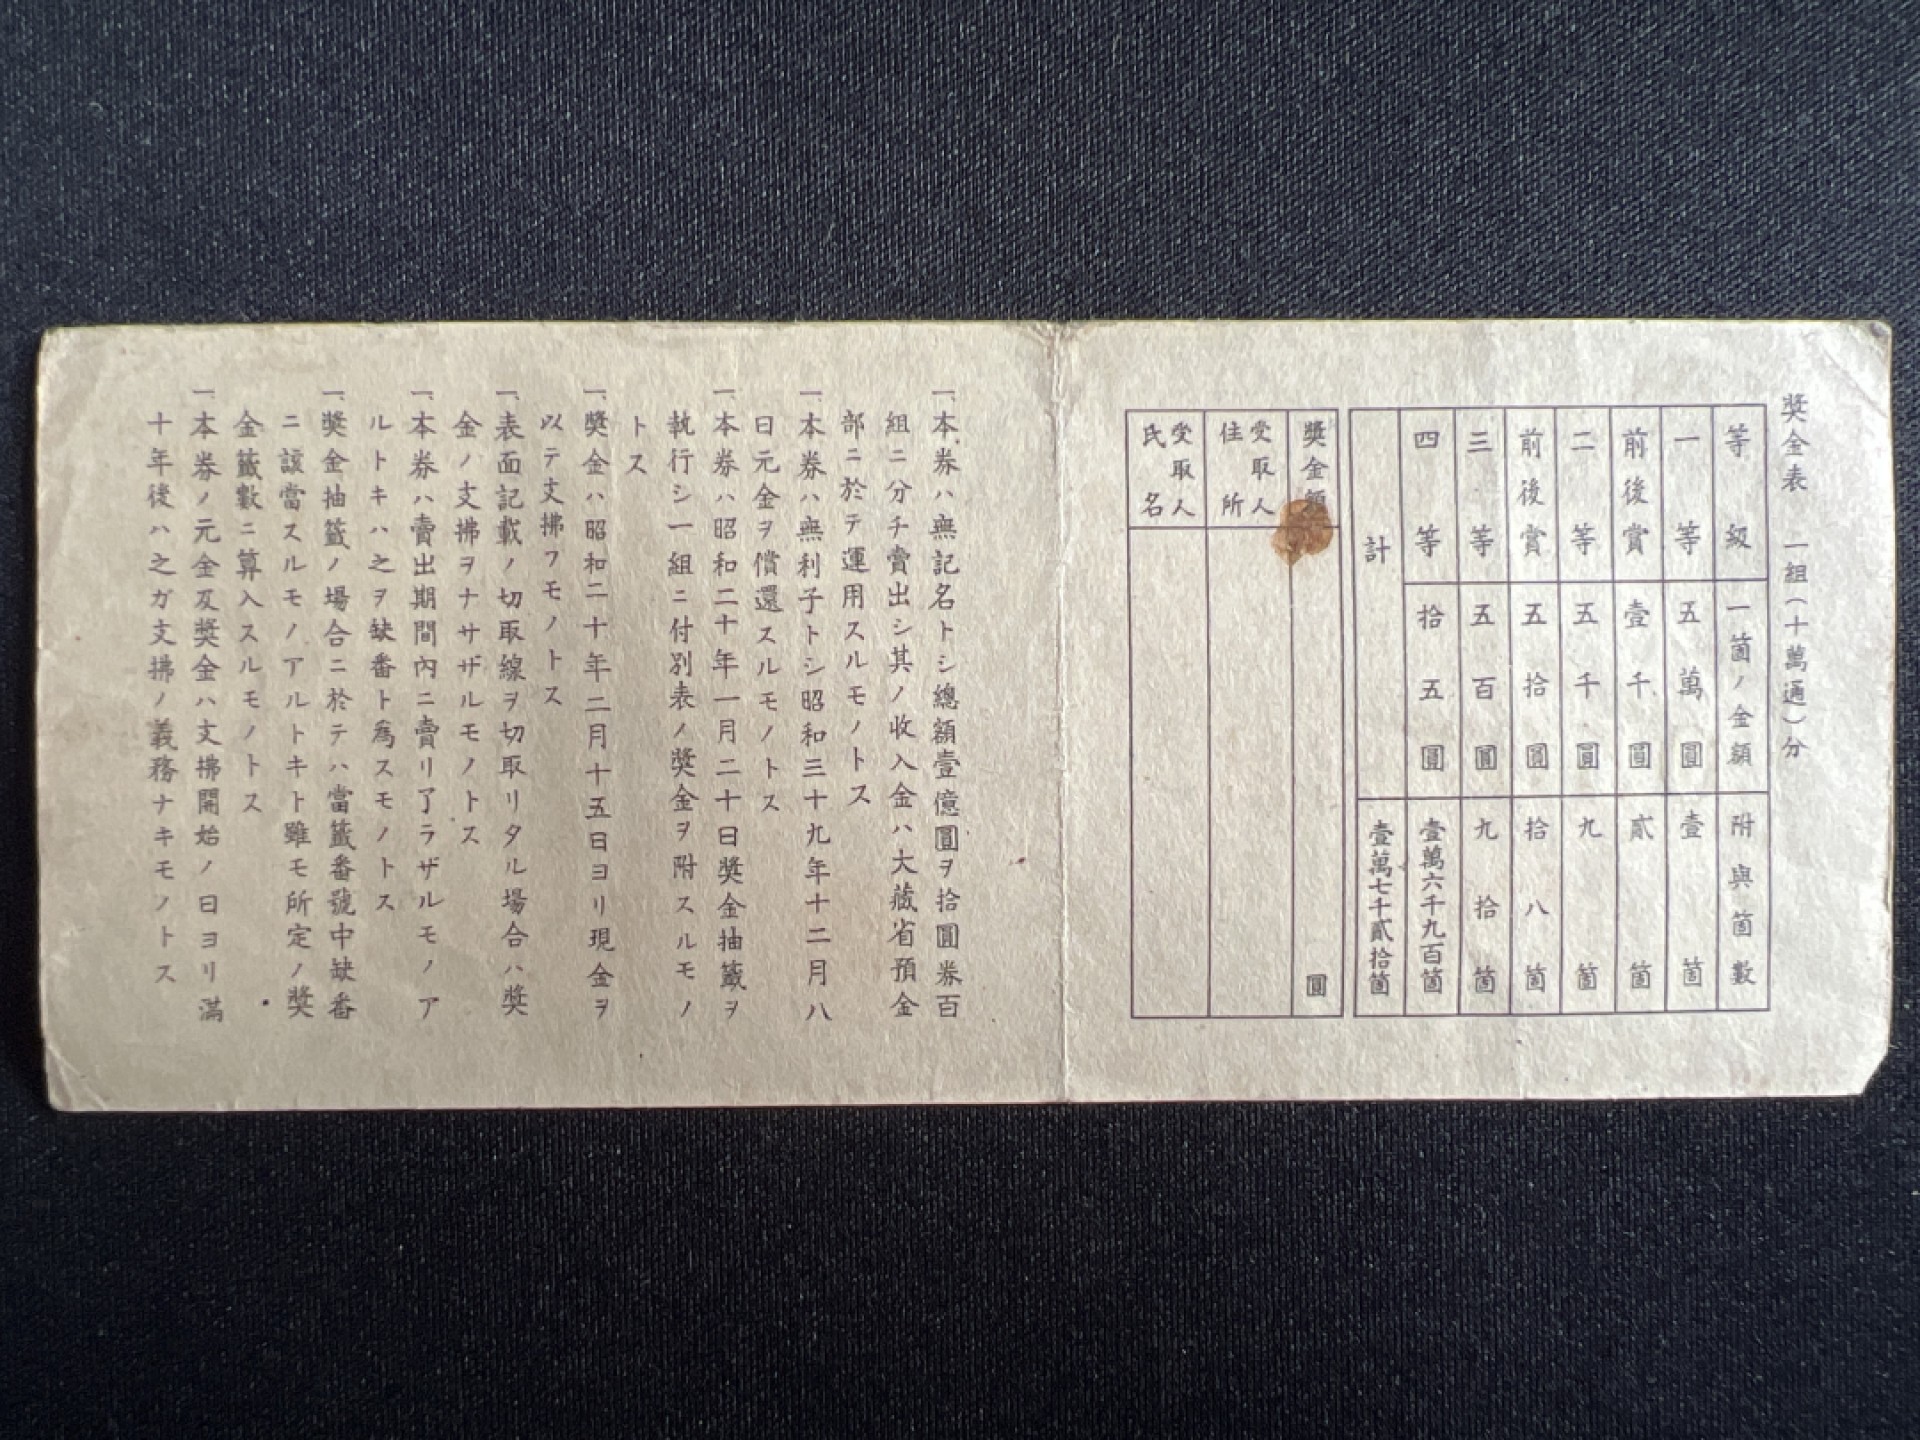 奬金表 一組（十萬通）分
等級 一箇ノ金額 附與箇數
一等 五萬圓 壹箇
前後賞 壹千圓 貳箇
二等 五千圓 九箇
前後賞 五拾圓 拾八箇
三等 五百圓 九拾箇
四等 拾五圓 壹萬六千九百箇
計 壹萬七千貳拾箇
奬金額 圓
受取人住所
受取人氏名
一、本券ハ無記名トシ總額壹億圓ヲ拾圓券百
組ニ分チ賣出シ其ノ收入金ハ大藏省預金
部ニ於テ運用スルモノトス
一、本券ハ無利子トシ昭和三十九年十二月八
日元金ヲ償還スルモノトス
一、本券ハ昭和二十年一月二十日奬金抽籤ヲ
執行シ一組ニ付別表ノ奬金ヲ附スルモノ
トス
一、奬金ハ昭和二十年二月十五日ヨリ現金ヲ
以テ支拂フモノトス
一、表面記載ノ切取線ヲ切取リタル場合ハ奬
金ノ支拂ヲナサザルモノトス
一、本券ハ賣出期間內ニ賣リ了ラザルモノア
ルトキハ之ヲ缺番ト爲スモノトス
一、奬金抽籤ノ場合ニ於テハ當籤番號中缺番
ニ該當スルモノアルトキト雖モ所定ノ奬
金籤數ニ算入スルモノトス
一、本券ノ元金及奬金ハ支拂開始ノ日ヨリ滿
十年後ハ之ガ支拂ノ義務ナキモノトス